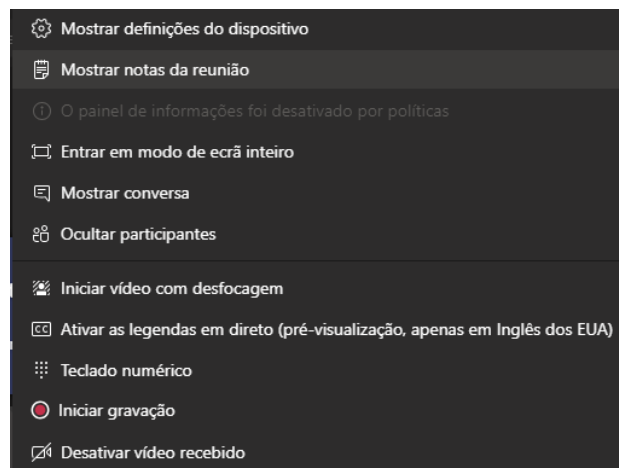 Mostrar definições do dispositivo
Mostrar notas da reunião
O painel de informações foi desativado por políticas
Entrar em modo de ecrã inteiro
Mostrar conversa
Ocultar participantes
Iniciar vídeo com desfocagem
CC Ativar as legendas em direto (pré-visualização, apenas em Inglês dos EUA)
Teclado numérico
Iniciar gravação
Desativar vídeo recebido